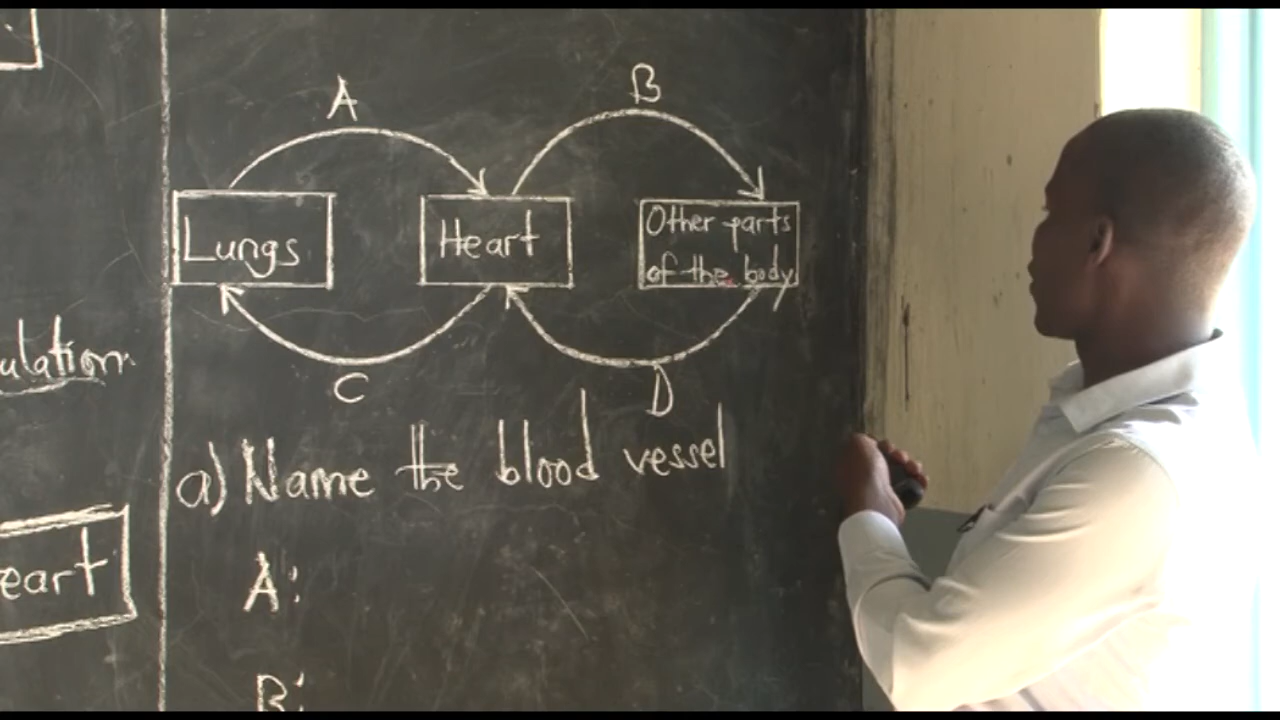 A
B
Lungs
Heart
Other parts
of the body
C
D
a) Name the blood vessel
A:
B:
ulation
eart